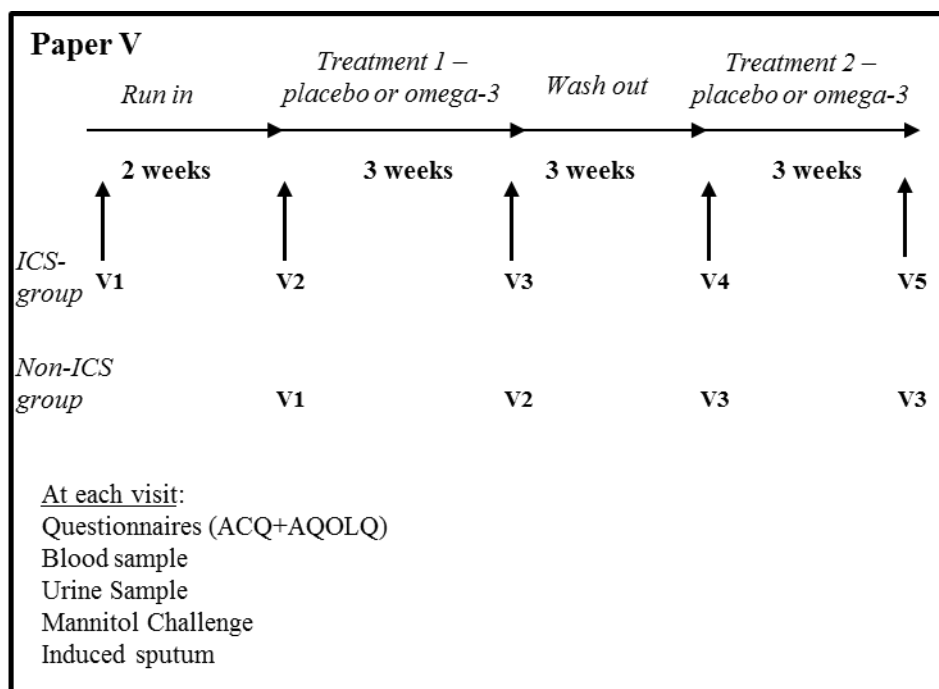 Paper V
Run in
Treatment 1 –
placebo or omega-3
Wash out
Treatment 2 –
placebo or omega-3
2 weeks
3 weeks
3 weeks
3 weeks
ICS-
group
V1
V2
V3
V4
V5
Non-ICS
group
V1
V2
V3
V3
At each visit:
Questionnaires (ACQ+AQOLQ)
Blood sample
Urine Sample
Mannitol Challenge
Induced sputum